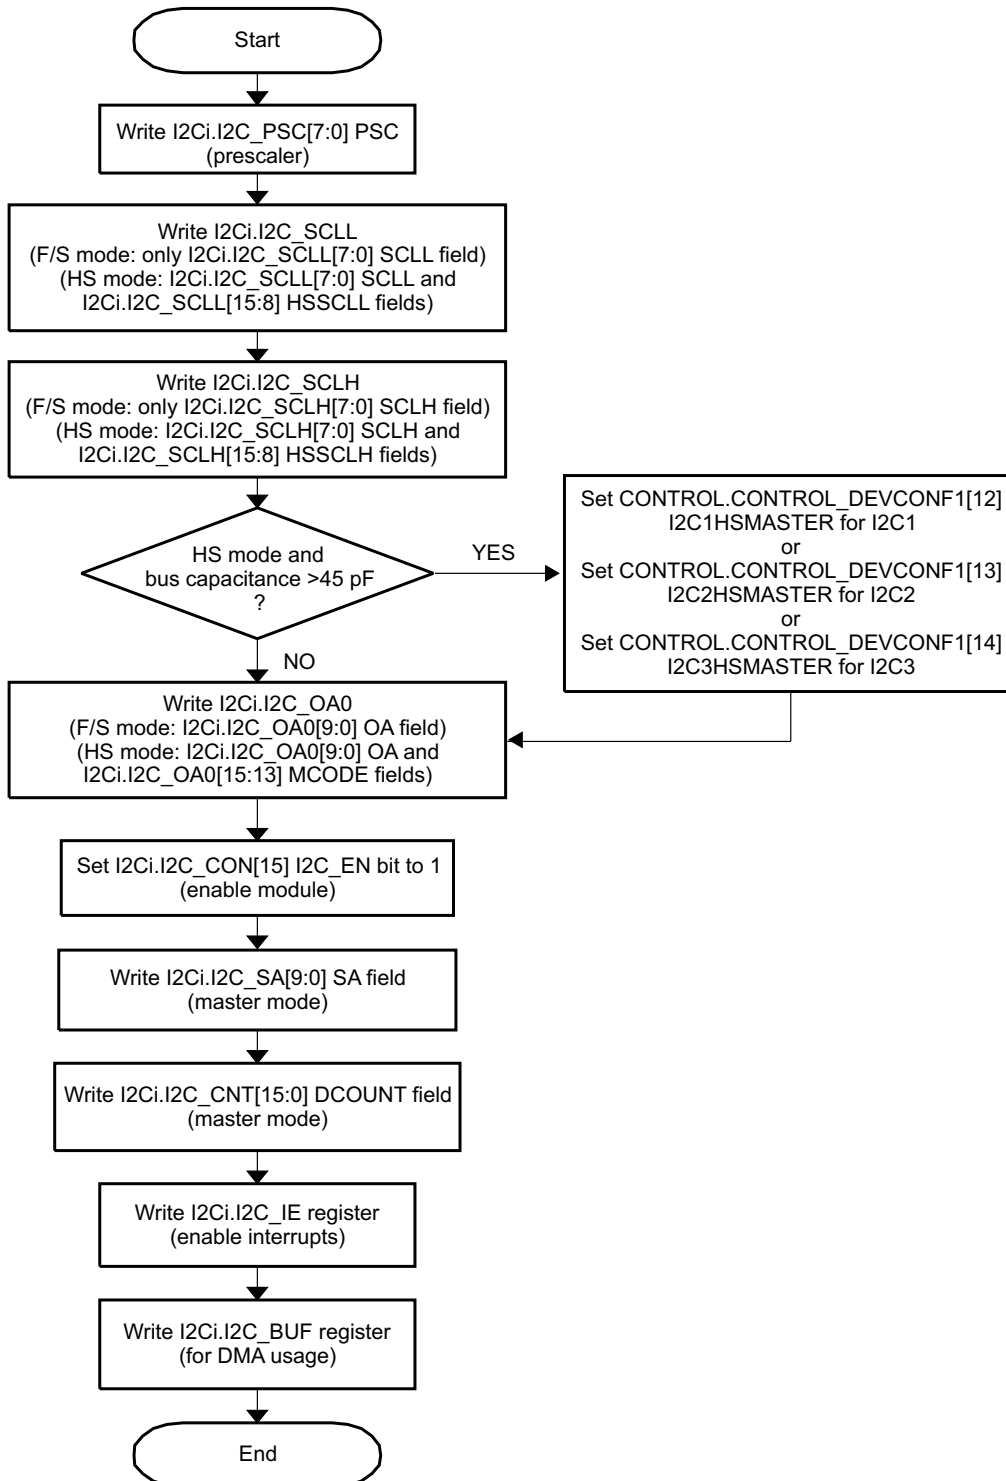 Start
Write I2Ci.I2C_PSC[7:0] PSC
(prescaler)
Write I2Ci.I2C_SCLL
(F/S mode: only I2Ci.I2C_SCLL[7:0] SCLL field)
(HS mode: I2Ci.I2C_SCLL[7:0] SCLL and
I2Ci.I2C_SCLL[15:8] HSSCLL fields)
Write I2Ci.I2C_SCLH
(F/S mode: only I2Ci.I2C_SCLH[7:0] SCLH field)
(HS mode: I2Ci.I2C_SCLH[7:0] SCLH and
I2Ci.I2C_SCLH[15:8] HSSCLH fields)
HS mode and
bus capacitance >45 pF
?
YES
Set CONTROL.CONTROL_DEVCONF1[12]
I2C1HSMASTER for I2C1
or
Set CONTROL.CONTROL_DEVCONF1[13]
I2C2HSMASTER for I2C2
or
Set CONTROL.CONTROL_DEVCONF1[14]
I2C3HSMASTER for I2C3
NO
Write I2Ci.I2C_OA0
(F/S mode: I2Ci.I2C_OA0[9:0] OA field)
(HS mode: I2Ci.I2C_OA0[9:0] OA and
I2Ci.I2C_OA0[15:13] MCODE fields)
Set I2Ci.I2C_CON[15] I2C_EN bit to 1
(enable module)
Write I2Ci.I2C_SA[9:0] SA field
(master mode)
Write I2Ci.I2C_CNT[15:0] DCOUNT field
(master mode)
Write I2Ci.I2C_IE register
(enable interrupts)
Write I2Ci.I2C_BUF register
(for DMA usage)
End